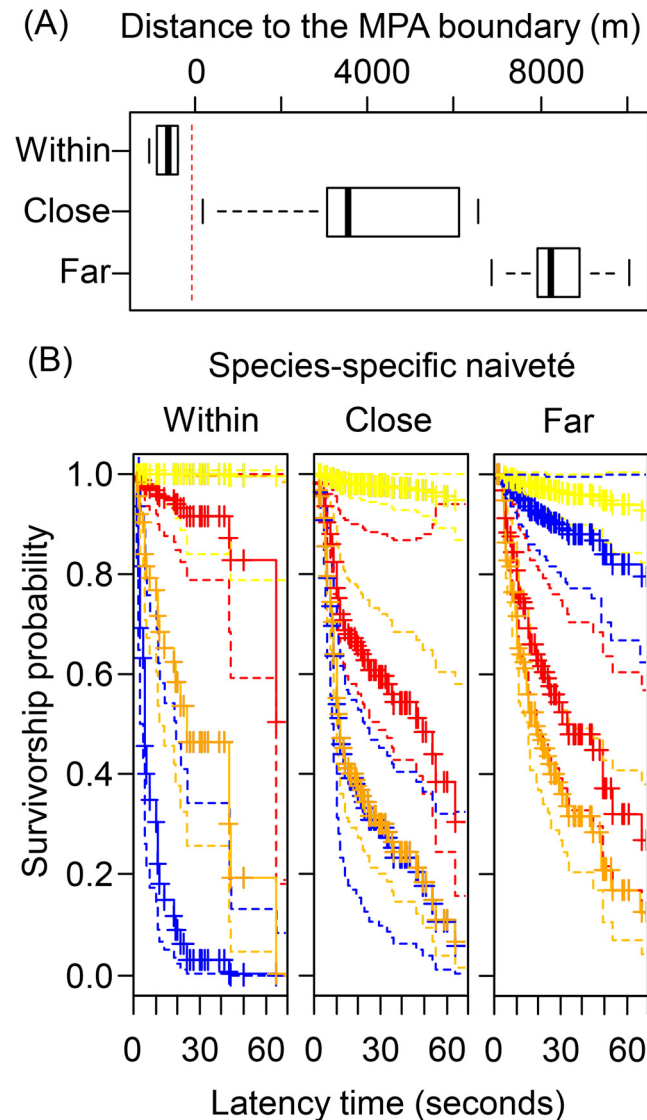 (A) Distance to the MPA boundary (m)
0 4000 8000
Within
Close
Far
(B) Species-specific naiveté
Within Close Far
Survivorship probability
1.0
0.8
0.6
0.4
0.2
0.0
0 30 60 0 30 60 0 30 60
Latency time (seconds)